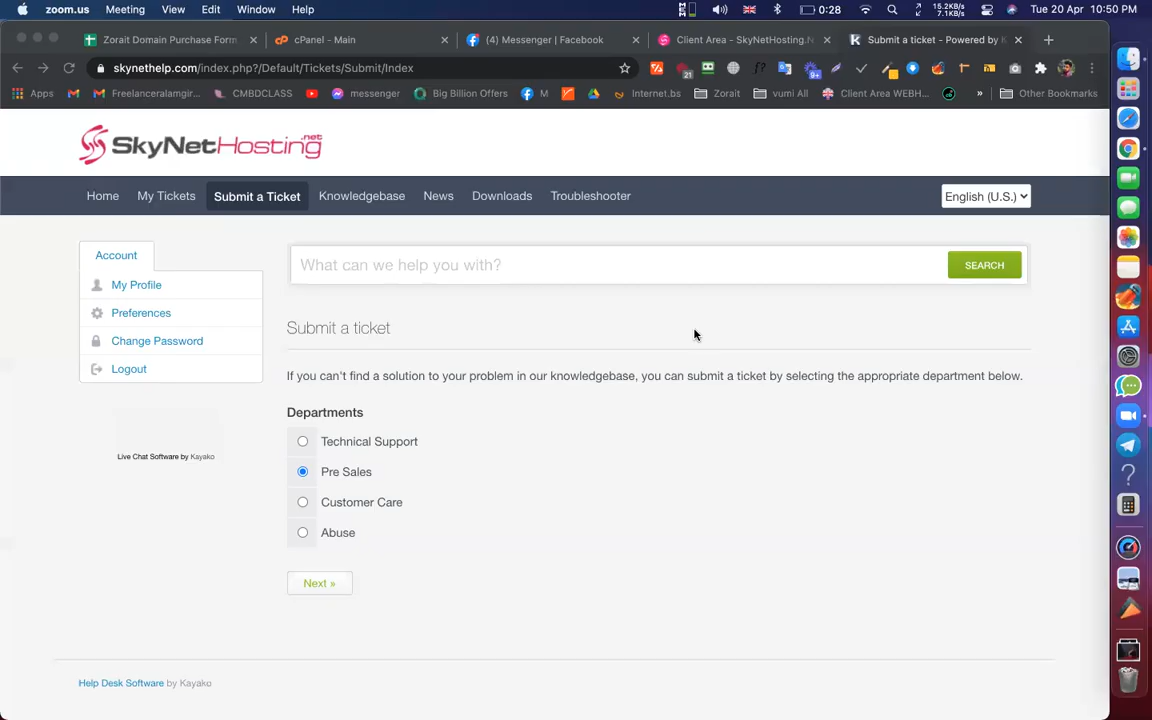 zoom.us Meeting View Edit Window Help 15.2KB/s 7.1KB/s 0:28 Tue 20 Apr 10:50 PM
Zorait Domain Purchase Form cPanel - Main (4) Messenger | Facebook Client Area - SkyNetHosting. Submit a ticket - Powered by K
skynethelp.com/index.php?/Default/Tickets/Submit/Index 21 f? 9+
Apps Freelanceralamgir... CMBDCLASS messenger Big Billion Offers M Internet.bs Zorait vumi All Client Area WEBH... » Other Bookmarks
SkyNetHosting.net
Home My Tickets Submit a Ticket Knowledgebase News Downloads Troubleshooter English (U.S.)
Account
My Profile
Preferences
Change Password
Logout
Live Chat Software by Kayako
What can we help you with? SEARCH
Submit a ticket
If you can't find a solution to your problem in our knowledgebase, you can submit a ticket by selecting the appropriate department below.
Departments
Technical Support
Pre Sales
Customer Care
Abuse
Next »
Help Desk Software by Kayako